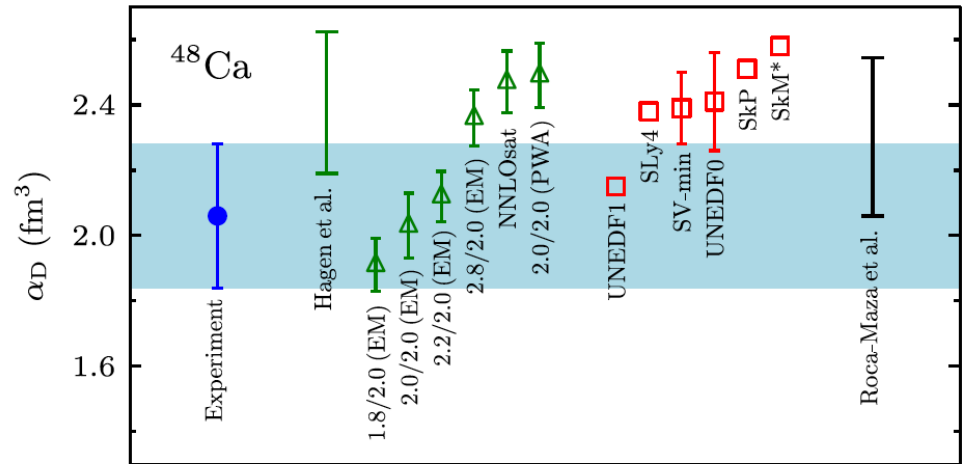 ⁴⁸Ca
α_D (fm³)
2.4
2.0
1.6
Experiment
Hagen et al.
1.8/2.0 (EM)
2.0/2.0 (EM)
2.2/2.0 (EM)
2.8/2.0 (EM)
NNLOsat
2.0/2.0 (PWA)
UNEDF1
SLy4
SV-min
UNEDF0
SkP
SkM*
Roca-Maza et al.